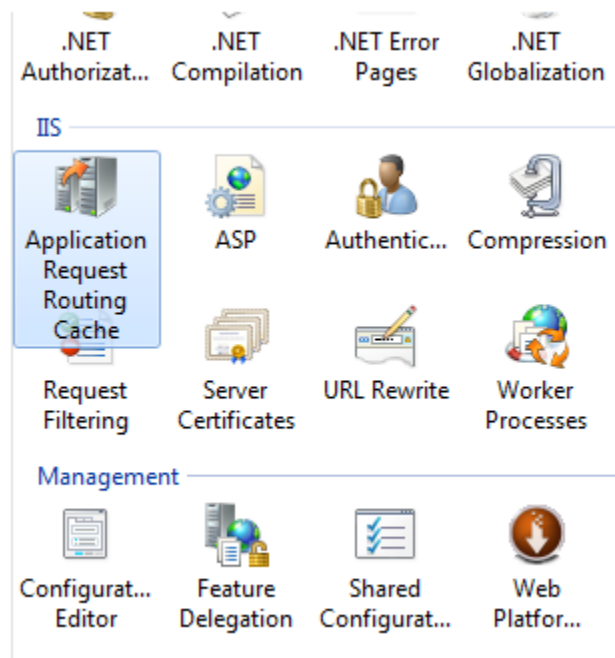 .NET Authorizat...
.NET Compilation
.NET Error Pages
.NET Globalization
IIS
Application Request Routing Cache
ASP
Authentic...
Compression
Request Filtering
Server Certificates
URL Rewrite
Worker Processes
Management
Configurat... Editor
Feature Delegation
Shared Configurat...
Web Platfor...